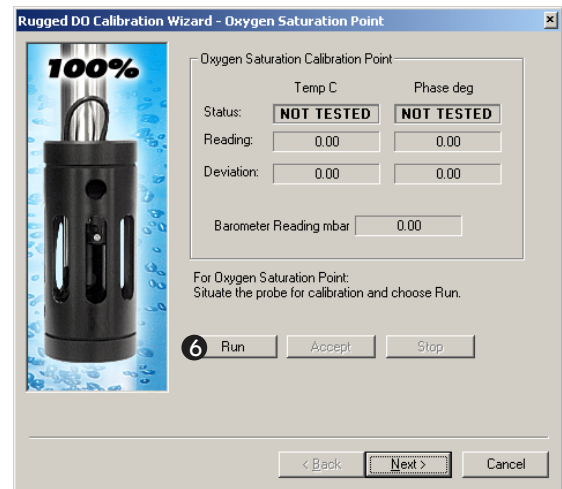 Rugged DO Calibration Wizard - Oxygen Saturation Point
100%
Oxygen Saturation Calibration Point
Temp C Phase deg
Status: NOT TESTED NOT TESTED
Reading: 0.00 0.00
Deviation: 0.00 0.00
Barometer Reading mbar 0.00
For Oxygen Saturation Point:
Situate the probe for calibration and choose Run.
6 Run Accept Stop
< Back Next > Cancel